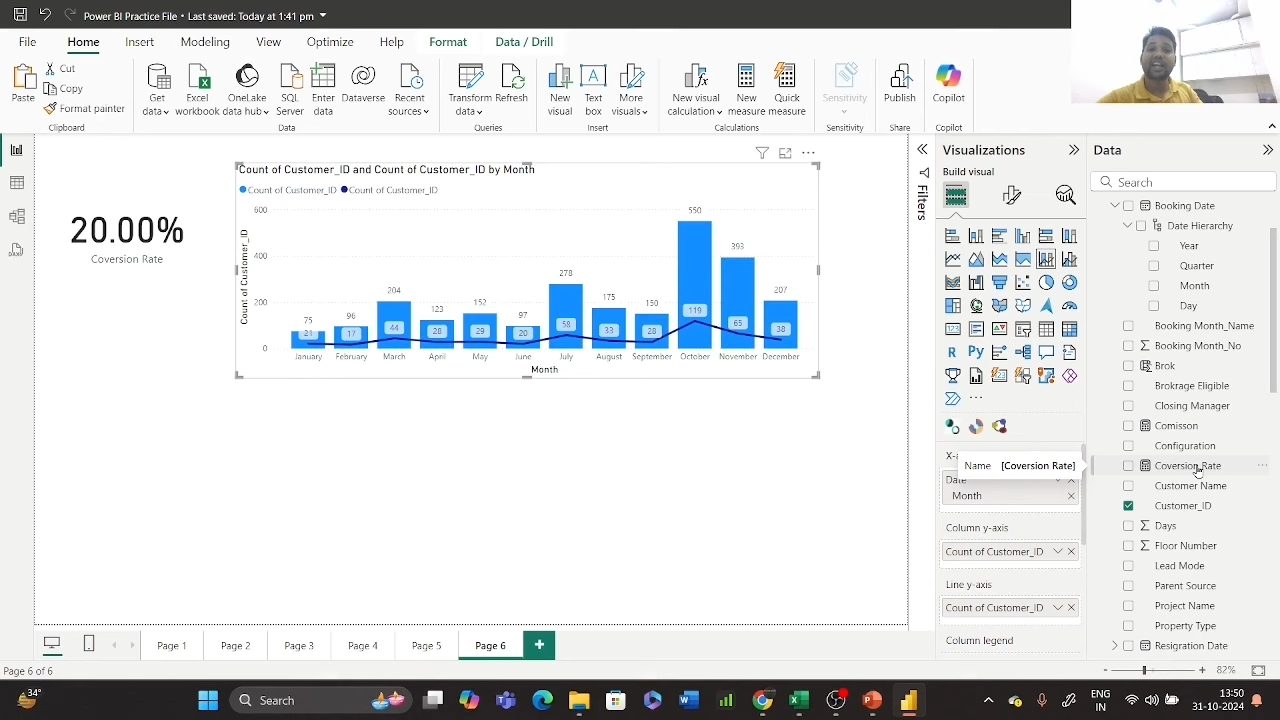 Power BI Practice File • Last saved: Today at 1:41 pm
File Home Insert Modeling View Optimize Help Format Data / Drill
Paste
Cut
Copy
Format painter
Get data
Excel workbook
OneLake data hub
SQL Server
Enter data
Dataverse
Recent sources
Transform data
Refresh
New visual
Text box
More visuals
New visual calculation
New measure
Quick measure
Sensitivity
Publish
Copilot
Clipboard Data Queries Insert Calculations Sensitivity Share Copilot
20.00%
Coversion Rate
Count of Customer_ID and Count of Customer_ID by Month
Count of Customer_ID Count of Customer_ID
Count of Customer_ID
600
400
200
0
75 96 204 123 152 97 278 175 150 550 393 207
21 17 44 28 29 20 58 33 28 119 65 38
January February March April May June July August September October November December
Month
Filters
Visualizations
Build visual
Name [Coversion Rate]
Month
Column y-axis
Count of Customer_ID
Line y-axis
Count of Customer_ID
Column legend
Data
Search
Booking Date
Date Hierarchy
Year
Quarter
Month
Day
Booking Month_Name
Booking Month_No
Brok
Brokrage Eligible
Closing Manager
Comisson
Configuration
Coversion Rate
Customer Name
Customer_ID
Days
Floor Number
Lead Mode
Parent Source
Project Name
Property Type
Resigration Date
Page 1 Page 2 Page 3 Page 4 Page 5 Page 6
Page 6 of 6
82%
34°
Search
ENG
IN
13:50
31-10-2024